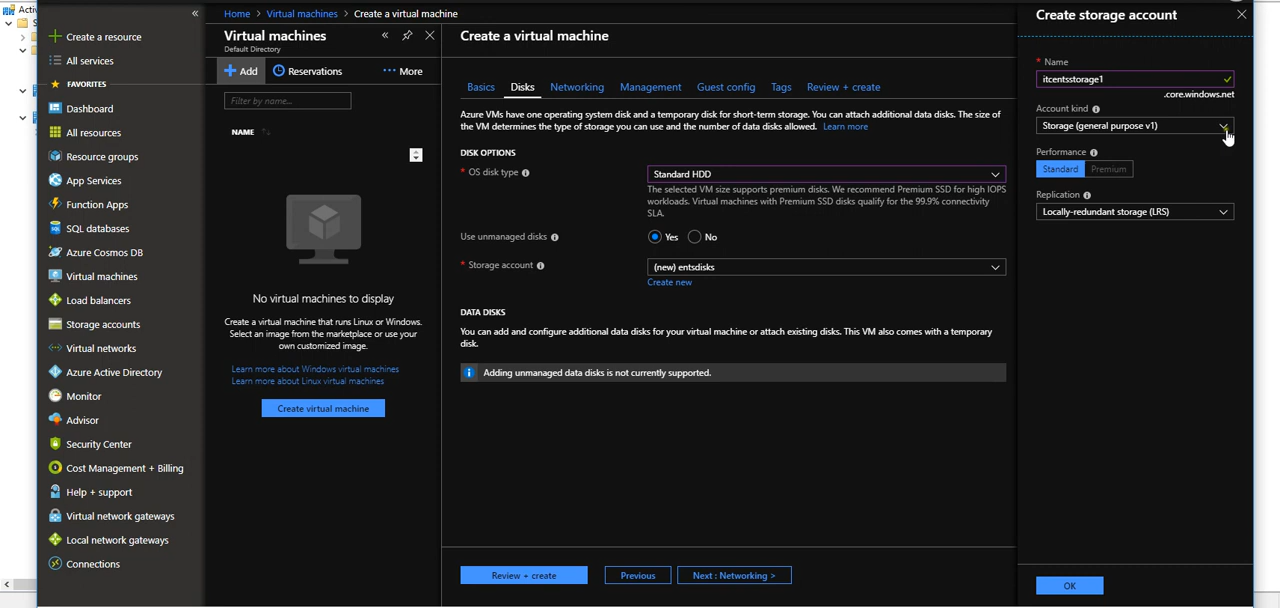 Activ
S
Create a resource
All services
FAVORITES
Dashboard
All resources
Resource groups
App Services
Function Apps
SQL databases
Azure Cosmos DB
Virtual machines
Load balancers
Storage accounts
Virtual networks
Azure Active Directory
Monitor
Advisor
Security Center
Cost Management + Billing
Help + support
Virtual network gateways
Local network gateways
Connections
Home > Virtual machines > Create a virtual machine
Virtual machines
Default Directory
Add
Reservations
More
Filter by name...
NAME
No virtual machines to display
Create a virtual machine that runs Linux or Windows.
Select an image from the marketplace or use your
own customized image.
Learn more about Windows virtual machines
Learn more about Linux virtual machines
Create virtual machine
Create a virtual machine
Basics Disks Networking Management Guest config Tags Review + create
Azure VMs have one operating system disk and a temporary disk for short-term storage. You can attach additional data disks. The size of
the VM determines the type of storage you can use and the number of data disks allowed. Learn more
DISK OPTIONS
* OS disk type
Standard HDD
The selected VM size supports premium disks. We recommend Premium SSD for high IOPS
workloads. Virtual machines with Premium SSD disks qualify for the 99.9% connectivity
SLA.
Use unmanaged disks
Yes No
* Storage account
(new) entsdisks
Create new
DATA DISKS
You can add and configure additional data disks for your virtual machine or attach existing disks. This VM also comes with a temporary
disk.
Adding unmanaged data disks is not currently supported.
Review + create
Previous
Next : Networking >
Create storage account
* Name
itcentsstorage1
.core.windows.net
Account kind
Storage (general purpose v1)
Performance
Standard Premium
Replication
Locally-redundant storage (LRS)
OK